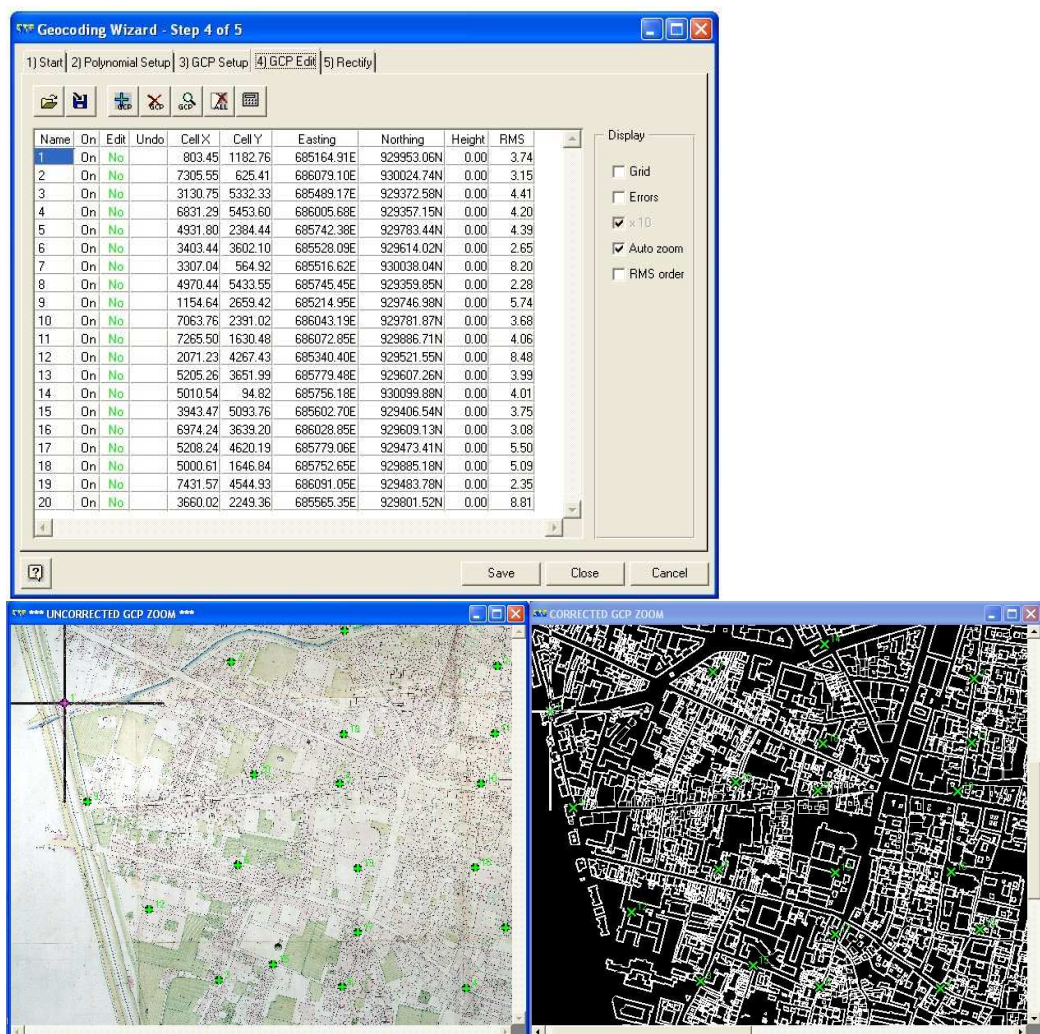 Geocoding Wizard - Step 4 of 5
1) Start 2) Polynomial Setup 3) GCP Setup 4) GCP Edit 5) Rectify
GCP GCP GCP ALL
Name On Edit Undo Cell X Cell Y Easting Northing Height RMS
1 On No 803.45 1182.76 685164.91E 929953.06N 0.00 3.74
2 On No 7305.55 625.41 686079.10E 930024.74N 0.00 3.15
3 On No 3130.75 5332.33 685489.17E 929372.58N 0.00 4.41
4 On No 6831.29 5453.60 686005.68E 929357.15N 0.00 4.20
5 On No 4931.80 2384.44 685742.38E 929783.44N 0.00 4.39
6 On No 3403.44 3602.10 685528.09E 929614.02N 0.00 2.65
7 On No 3307.04 564.92 685516.62E 930038.04N 0.00 8.20
8 On No 4970.44 5433.55 685745.45E 929359.85N 0.00 2.28
9 On No 1154.64 2659.42 685214.95E 929746.98N 0.00 5.74
10 On No 7063.76 2391.02 686043.19E 929781.87N 0.00 3.68
11 On No 7265.50 1630.48 686072.85E 929886.71N 0.00 4.06
12 On No 2071.23 4267.43 685340.40E 929521.55N 0.00 8.48
13 On No 5205.26 3651.99 685779.48E 929607.26N 0.00 3.99
14 On No 5010.54 94.82 685756.18E 930099.88N 0.00 4.01
15 On No 3943.47 5093.76 685602.70E 929406.54N 0.00 3.75
16 On No 6974.24 3639.20 686028.85E 929609.13N 0.00 3.08
17 On No 5208.24 4620.19 685779.06E 929473.41N 0.00 5.50
18 On No 5000.61 1646.84 685752.65E 929885.18N 0.00 5.09
19 On No 7431.57 4544.93 686091.05E 929483.78N 0.00 2.35
20 On No 3660.02 2249.36 685565.35E 929801.52N 0.00 8.81
Display
Grid
Errors
x 10
Auto zoom
RMS order
Save Close Cancel
*** UNCORRECTED GCP ZOOM ***
CORRECTED GCP ZOOM